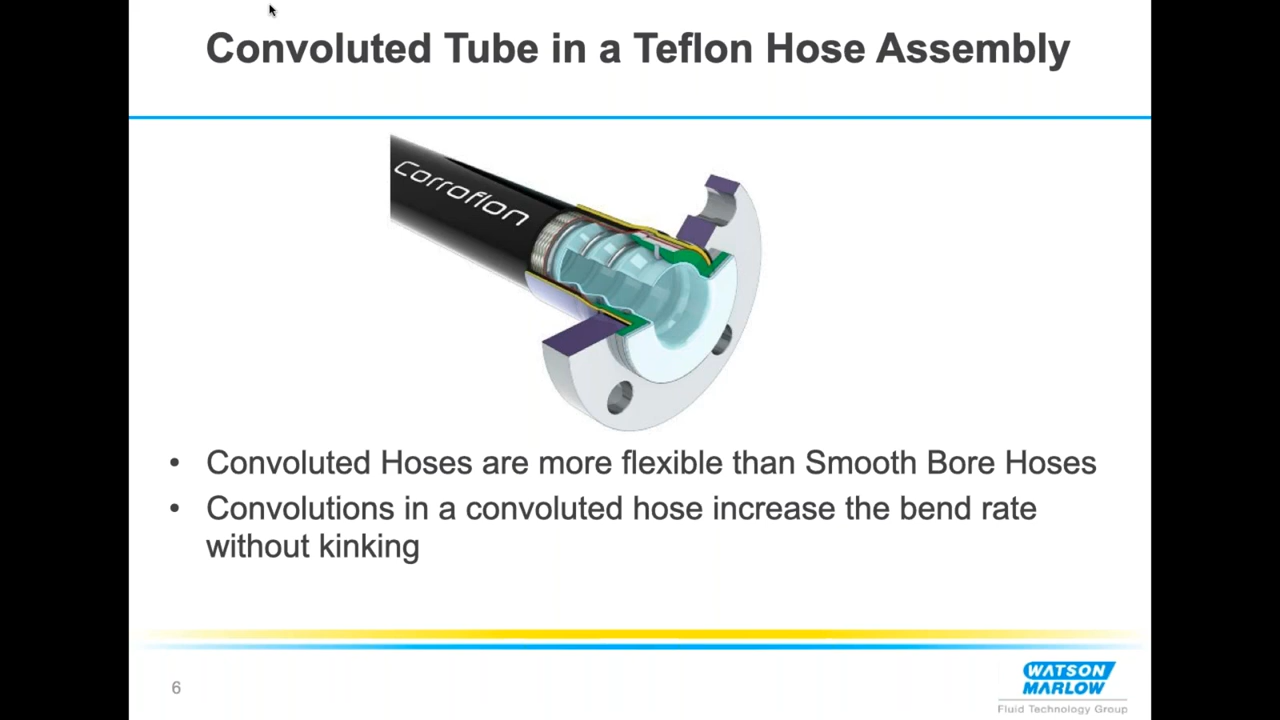 Convoluted Tube in a Teflon Hose Assembly
Corroflon
• Convoluted Hoses are more flexible than Smooth Bore Hoses
• Convolutions in a convoluted hose increase the bend rate
without kinking
6
WATSON
MARLOW
Fluid Technology Group